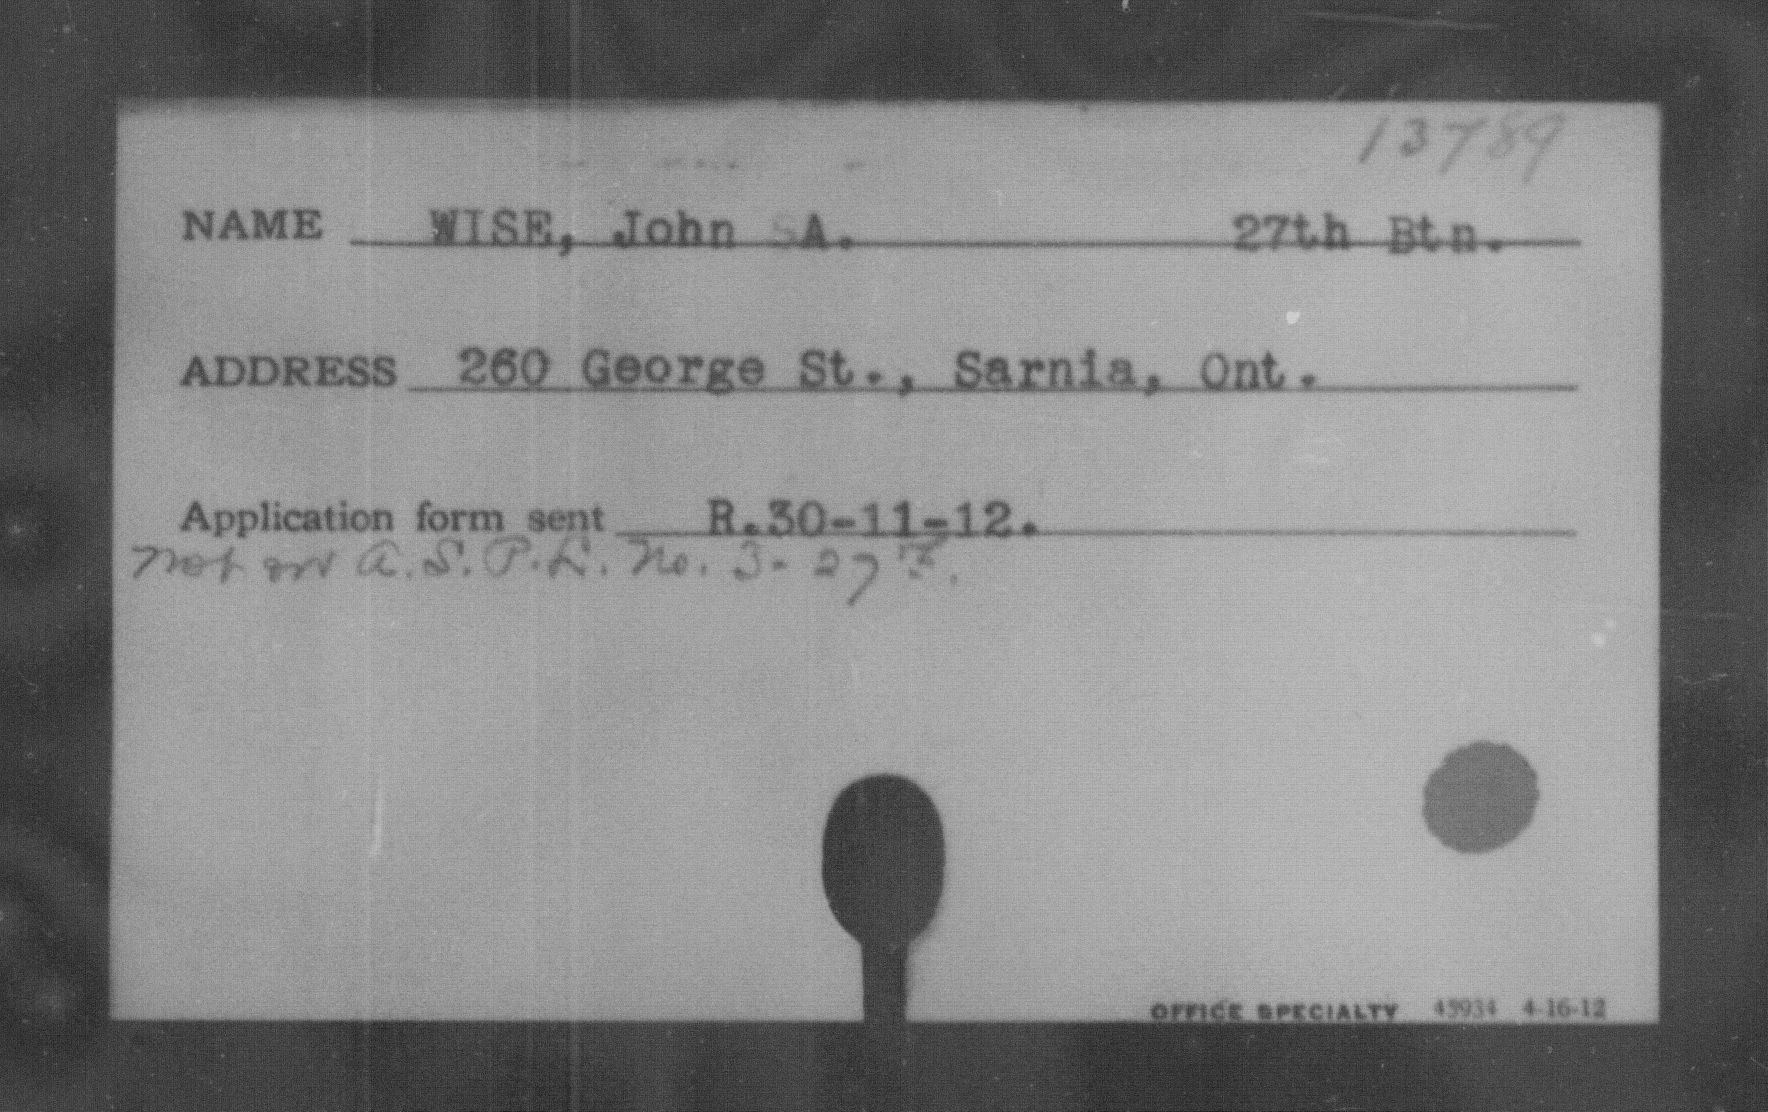 13789
NAME WISE, John A. 27th Btn.
ADDRESS 260 George St., Sarnia, Ont.
Application form sent R.30-11-12.
not on A.S.P.L. No. 3-27th.
OFFICE SPECIALTY 43934 4-16-12